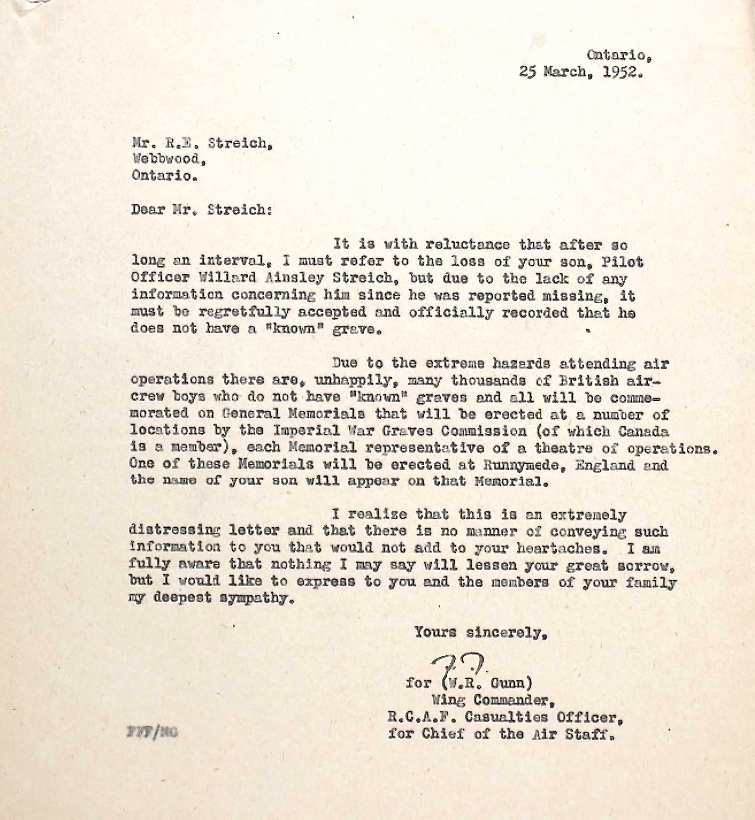 Ontario,
25 March, 1952.
Mr. R.E. Streich,
Webbwood,
Ontario.
Dear Mr. Streich:
It is with reluctance that after so
long an interval, I must refer to the loss of your son, Pilot
Officer Willard Ainsley Streich, but due to the lack of any
information concerning him since he was reported missing, it
must be regretfully accepted and officially recorded that he
does not have a "known" grave.
Due to the extreme hazards attending air
operations there are, unhappily, many thousands of British air-
crew boys who do not have "known" graves and all will be comme-
morated on General Memorials that will be erected at a number of
locations by the Imperial War Graves Commission (of which Canada
is a member), each Memorial representative of a theatre of operations.
One of these Memorials will be erected at Runnymede, England and
the name of your son will appear on that Memorial.
I realize that this is an extremely
distressing letter and that there is no manner of conveying such
information to you that would not add to your heartaches. I am
fully aware that nothing I may say will lessen your great sorrow,
but I would like to express to you and the members of your family
my deepest sympathy.
Yours sincerely,
for (W.R. Gunn)
Wing Commander,
R.C.A.F. Casualties Officer,
for Chief of the Air Staff.